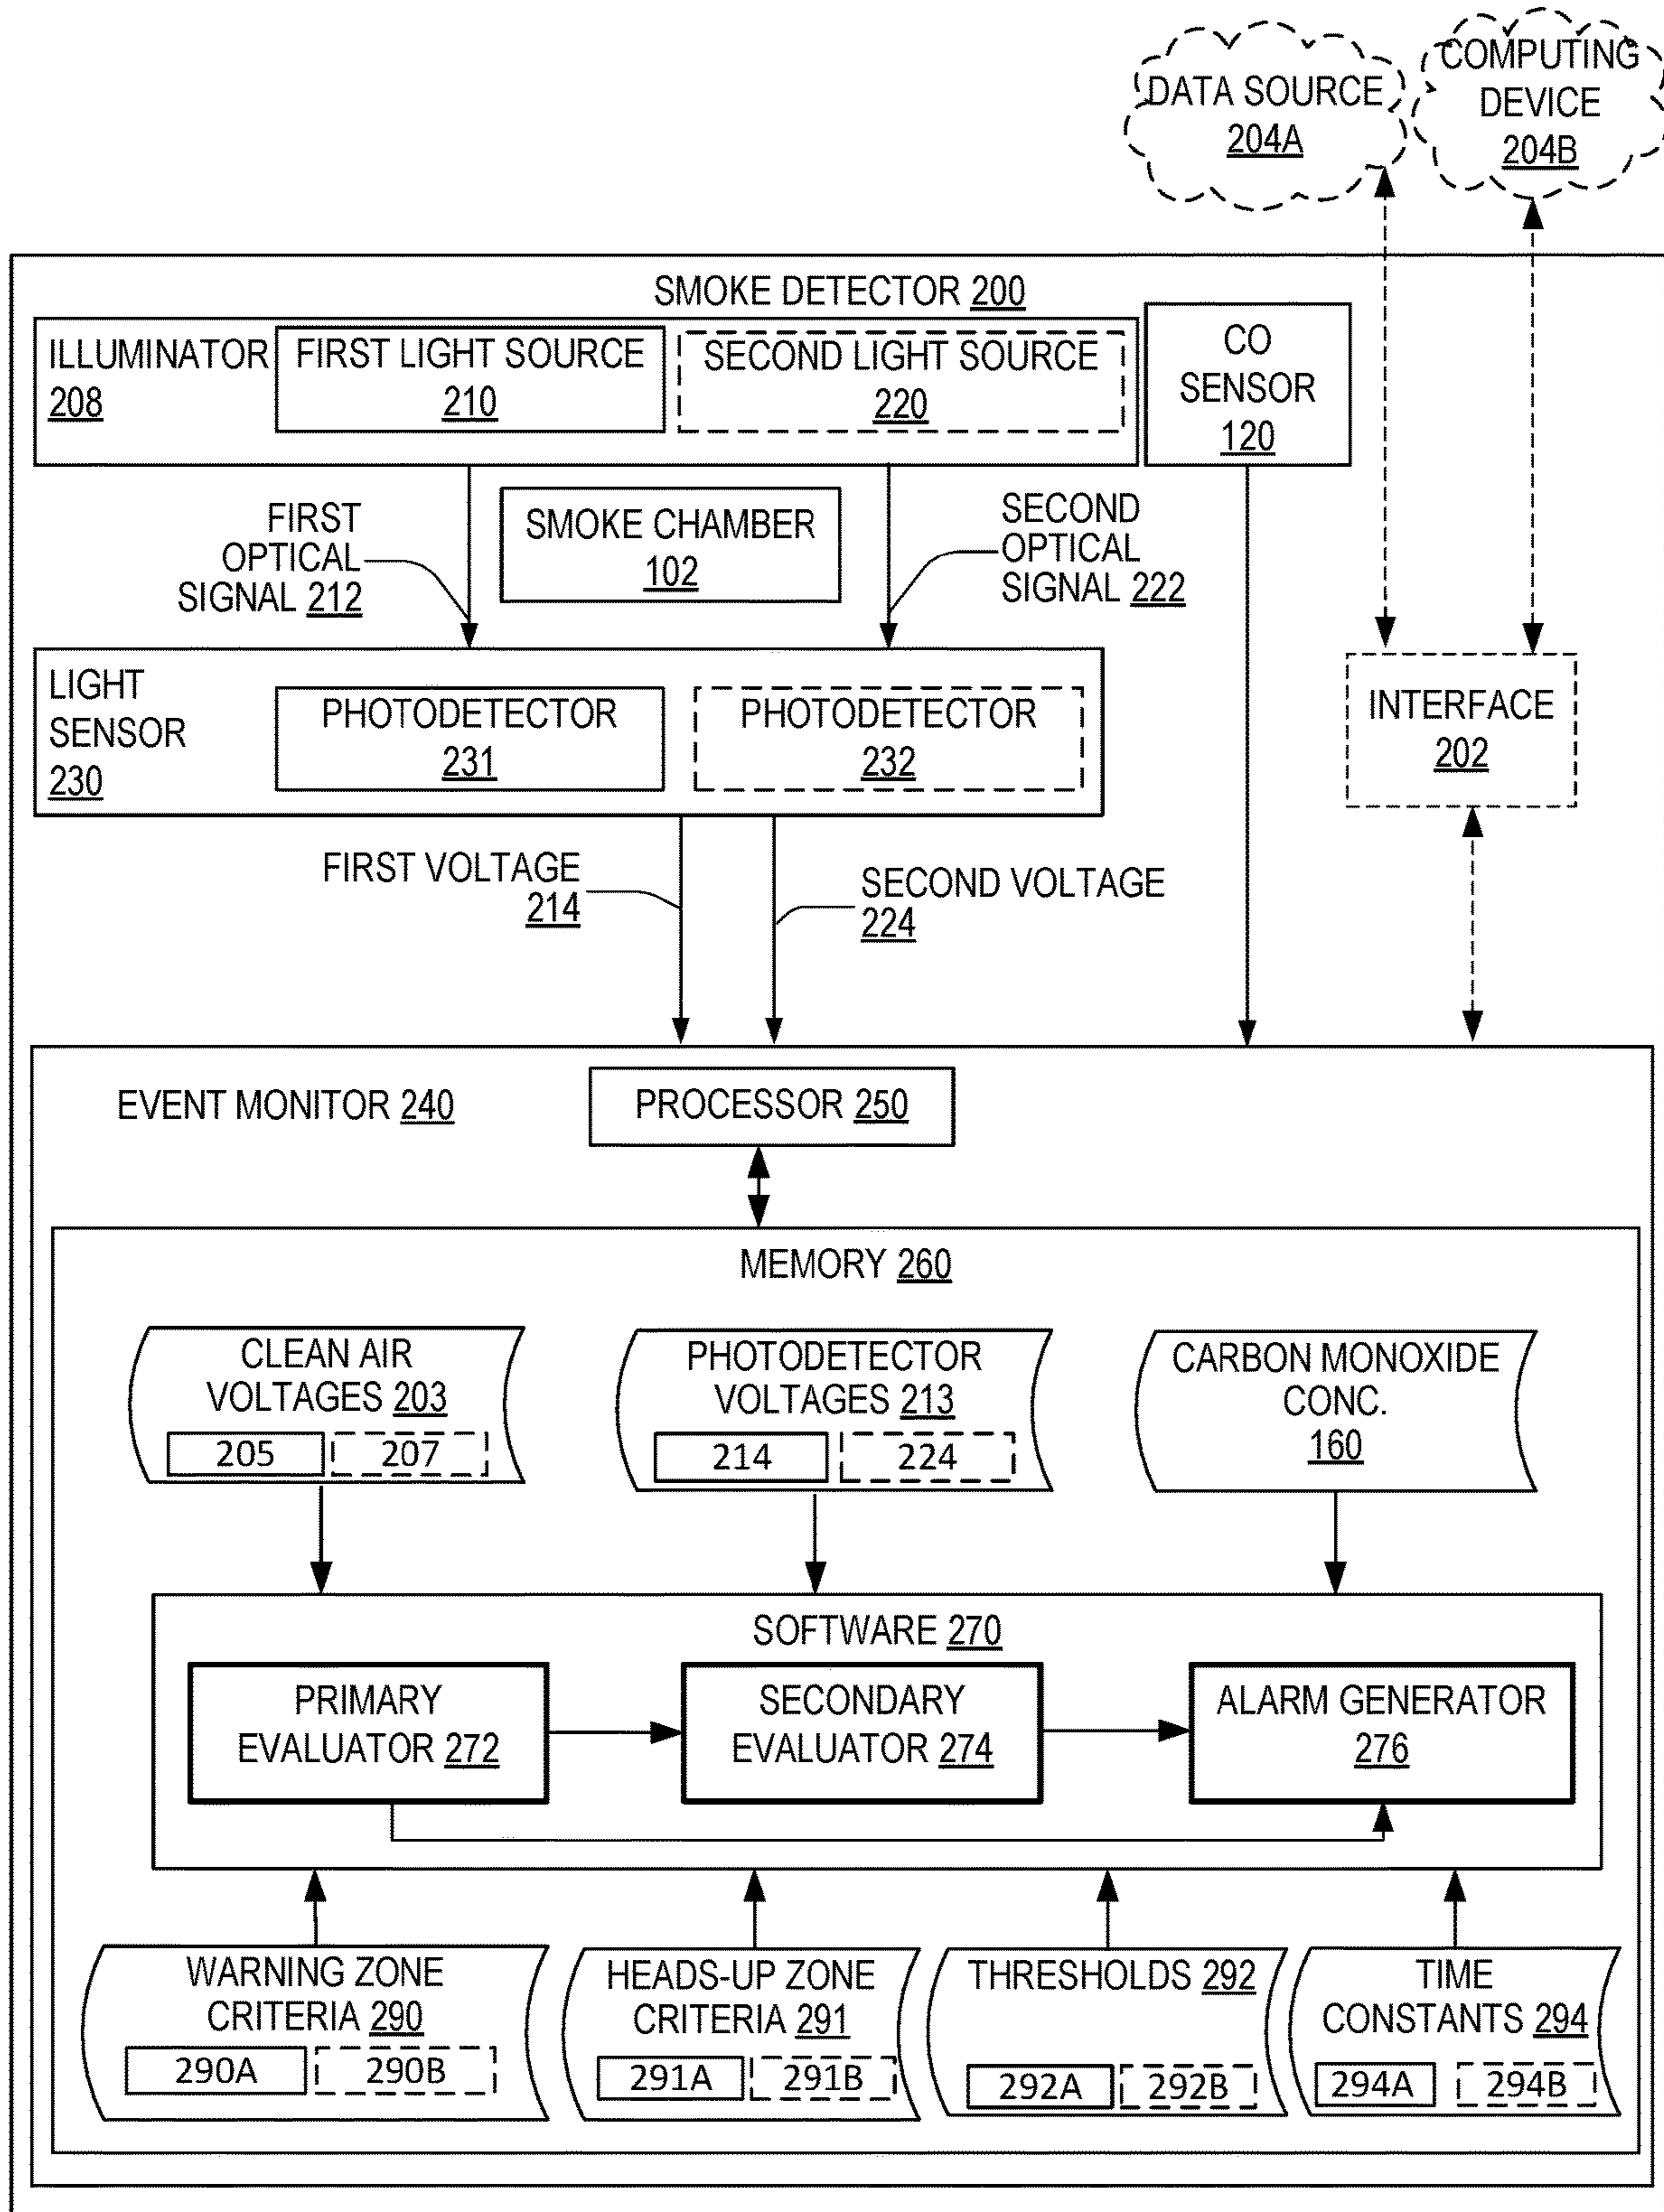 DATA SOURCE
204A
COMPUTING
DEVICE
204B
SMOKE DETECTOR 200
ILLUMINATOR
208
FIRST LIGHT SOURCE
210
SECOND LIGHT SOURCE
220
CO
SENSOR
120
FIRST
OPTICAL
SIGNAL 212
SMOKE CHAMBER
102
SECOND
OPTICAL
SIGNAL 222
LIGHT
SENSOR
230
PHOTODETECTOR
231
PHOTODETECTOR
232
INTERFACE
202
FIRST VOLTAGE
214
SECOND VOLTAGE
224
EVENT MONITOR 240
PROCESSOR 250
MEMORY 260
CLEAN AIR
VOLTAGES 203
205 207
PHOTODETECTOR
VOLTAGES 213
214 224
CARBON MONOXIDE
CONC.
160
SOFTWARE 270
PRIMARY
EVALUATOR 272
SECONDARY
EVALUATOR 274
ALARM GENERATOR
276
WARNING ZONE
CRITERIA 290
290A 290B
HEADS-UP ZONE
CRITERIA 291
291A 291B
THRESHOLDS 292
292A 292B
TIME
CONSTANTS 294
294A 294B